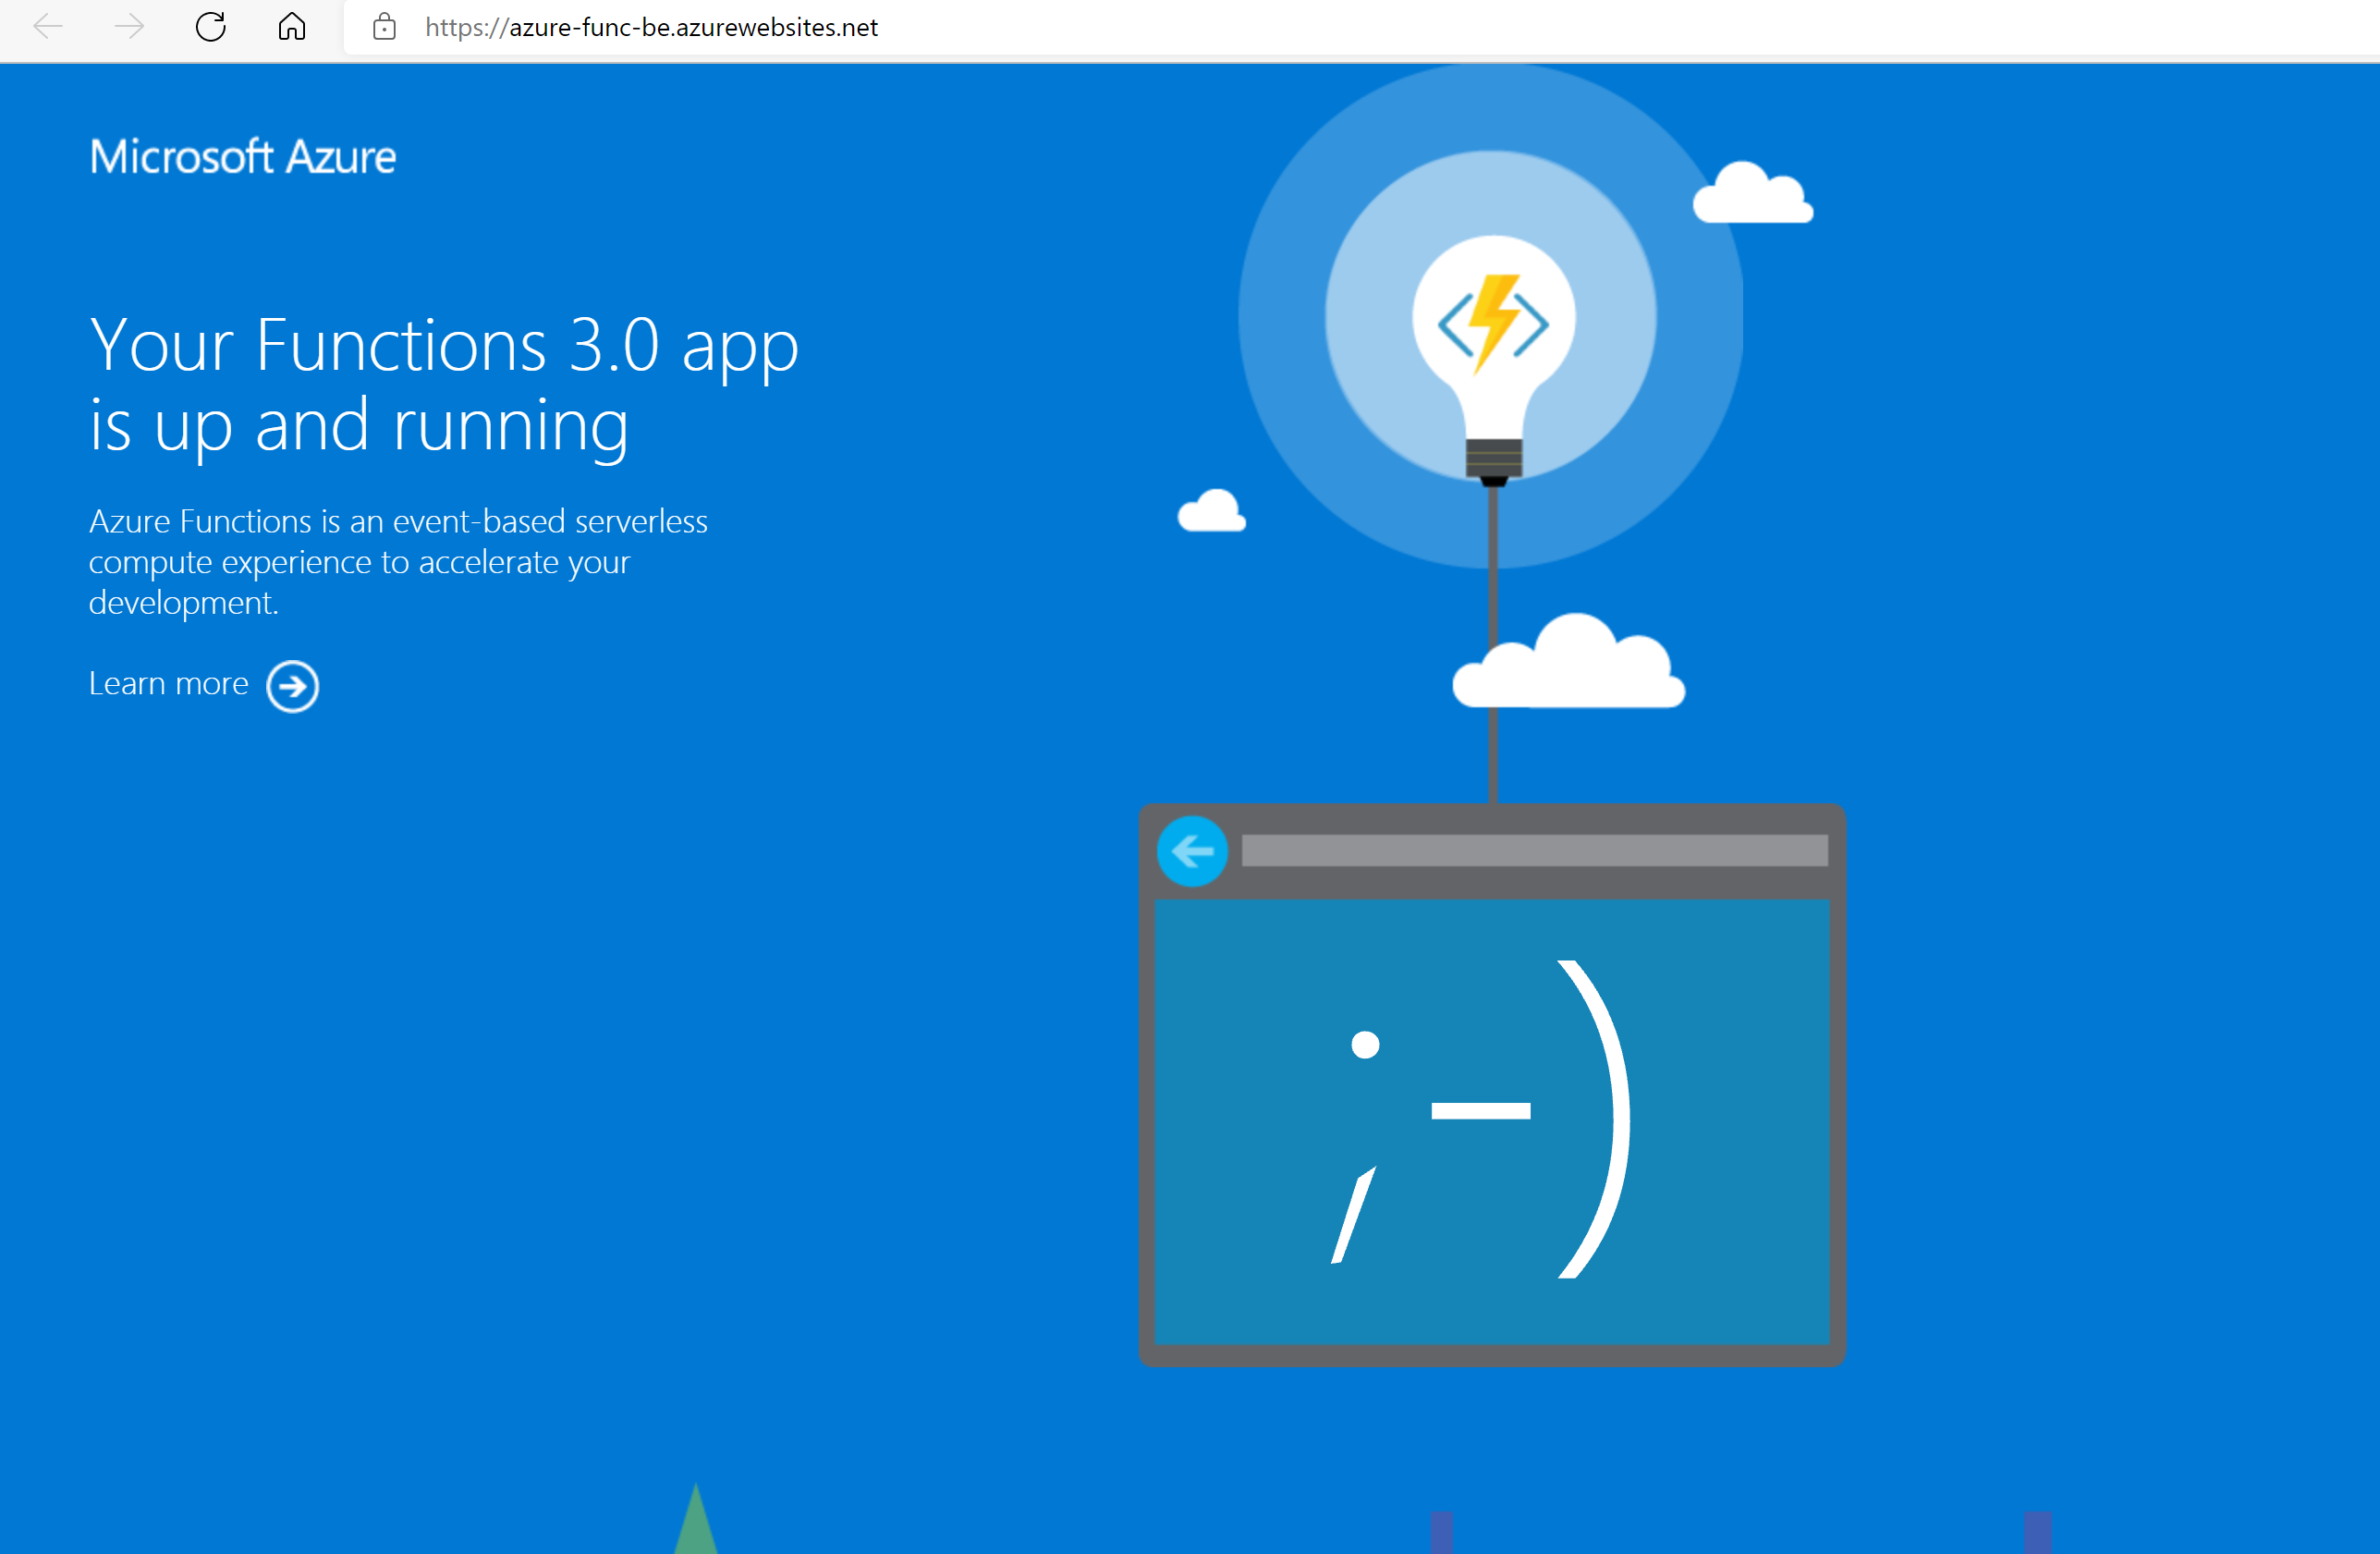 https://azure-func-be.azurewebsites.net
Microsoft Azure
Your Functions 3.0 app
is up and running
Azure Functions is an event-based serverless
compute experience to accelerate your
development.
Learn more
;-)